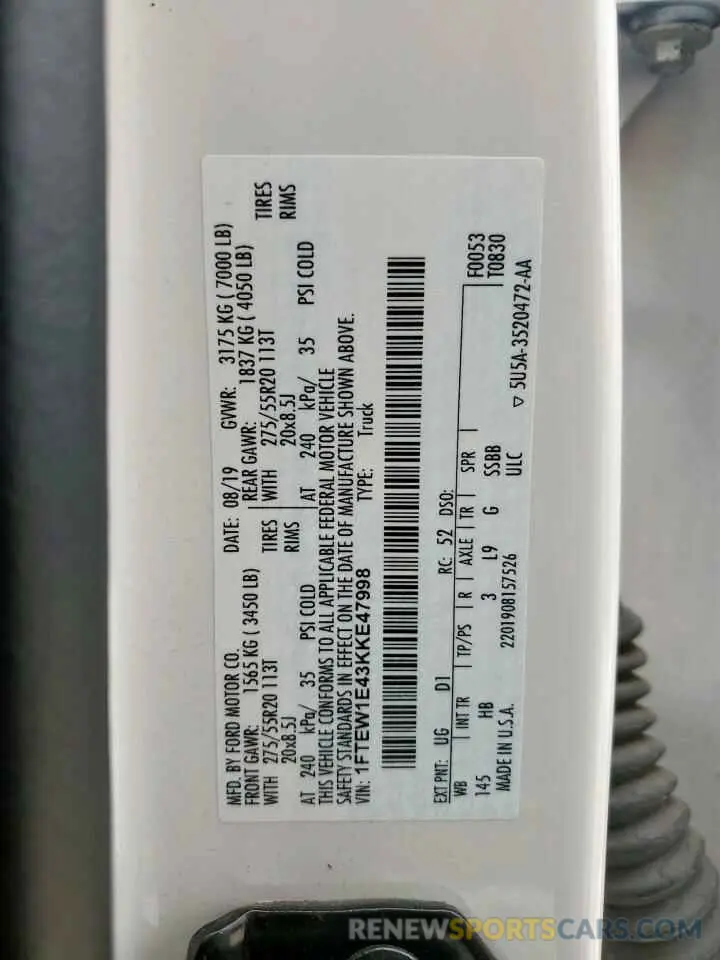 MFD. BY FORD MOTOR CO.
DATE: 08/19 GVWR: 3175 KG ( 7000 LB)
FRONT GAWR: 1565 KG ( 3450 LB) REAR GAWR: 1837 KG ( 4050 LB)
WITH 275/55R20 113T TIRES WITH 275/55R20 113T TIRES
20x8.5J RIMS 20x8.5J RIMS
AT 240 kPa/ 35 PSI COLD AT 240 kPa/ 35 PSI COLD
THIS VEHICLE CONFORMS TO ALL APPLICABLE FEDERAL MOTOR VEHICLE
SAFETY STANDARDS IN EFFECT ON THE DATE OF MANUFACTURE SHOWN ABOVE.
VIN: 1FTEW1E43KKE47998 TYPE: Truck
EXT PNT: UG D1 RC: 52 DSO: F0053
WB INT TR TP/PS R AXLE TR SPR T0830
145 HB 3 L9 G SSBB
MADE IN U.S.A. 2201908157526 ULC ▽ 5U5A-3520472-AA
RENEWSPORTSCARS.COM